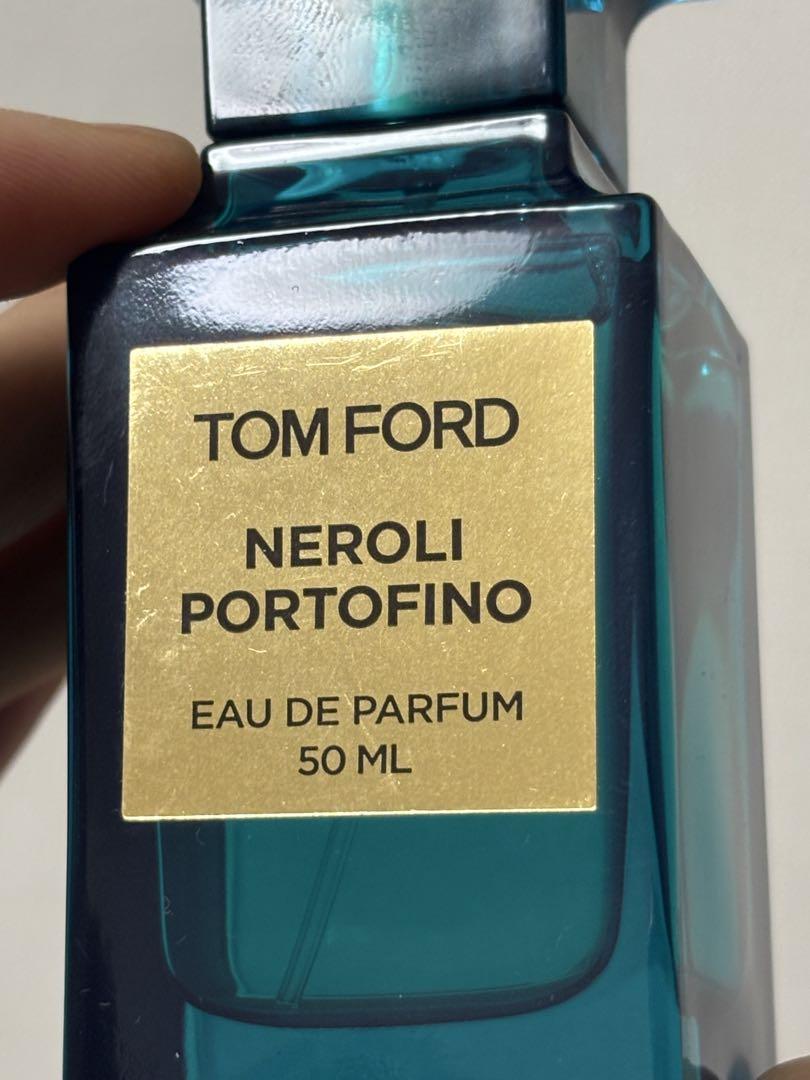 TOM FORD
NEROLI
PORTOFINO
EAU DE PARFUM
50 ML